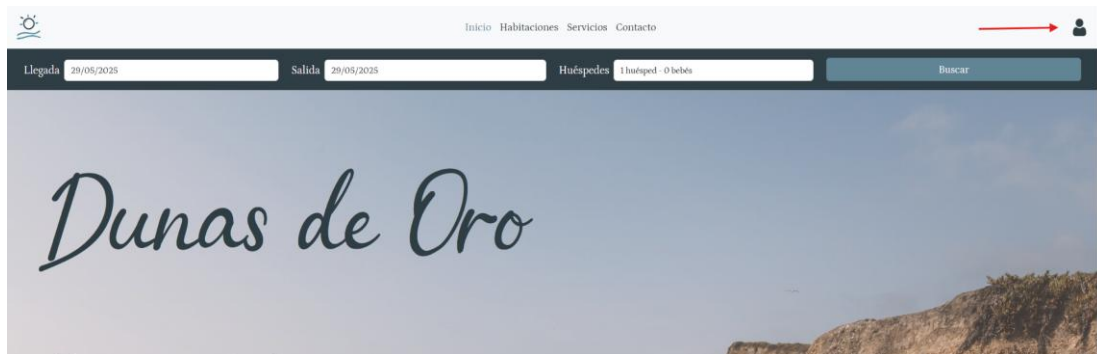 Inicio Habitaciones Servicios Contacto
Llegada 29/05/2025 Salida 29/05/2025 Huéspedes 1 huésped - 0 bebés Buscar
Dunas de Oro